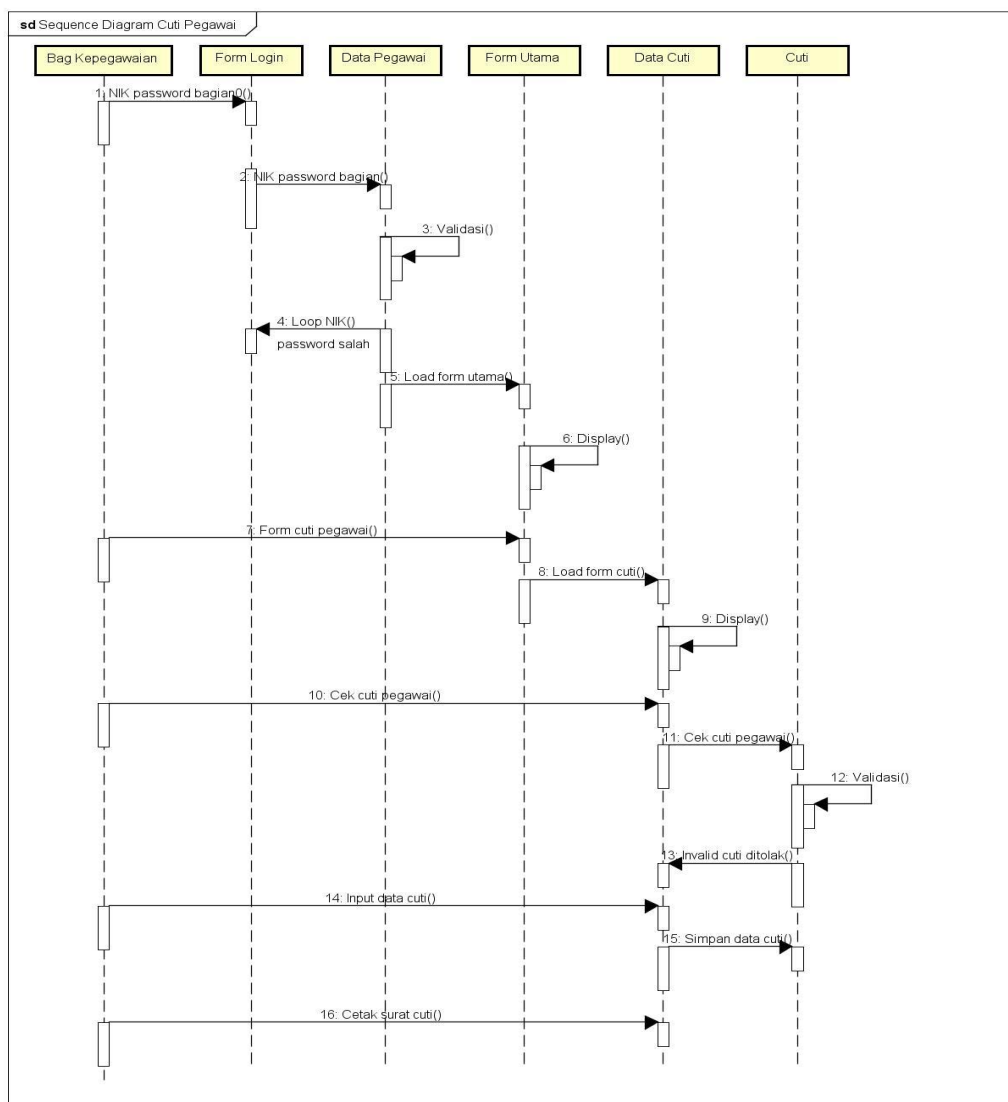 sd Sequence Diagram Cuti Pegawai
Bag Kepegawaian
Form Login
Data Pegawai
Form Utama
Data Cuti
Cuti
1: NIK password bagian0()
2: NIK password bagian()
3: Validasi()
4: Loop NIK()
password salah
5: Load form utama()
6: Display()
7: Form cuti pegawai()
8: Load form cuti()
9: Display()
10: Cek cuti pegawai()
11: Cek cuti pegawai()
12: Validasi()
13: Invalid cuti ditolak()
14: Input data cuti()
15: Simpan data cuti()
16: Cetak surat cuti()